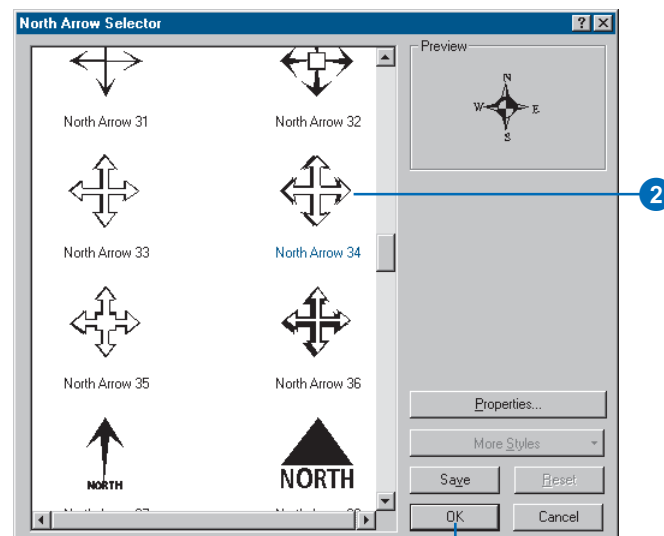 North Arrow Selector
Preview
N
W E
S
North Arrow 31 North Arrow 32
2
North Arrow 33 North Arrow 34
North Arrow 35 North Arrow 36
Properties...
More Styles
NORTH NORTH
Save Reset
OK Cancel